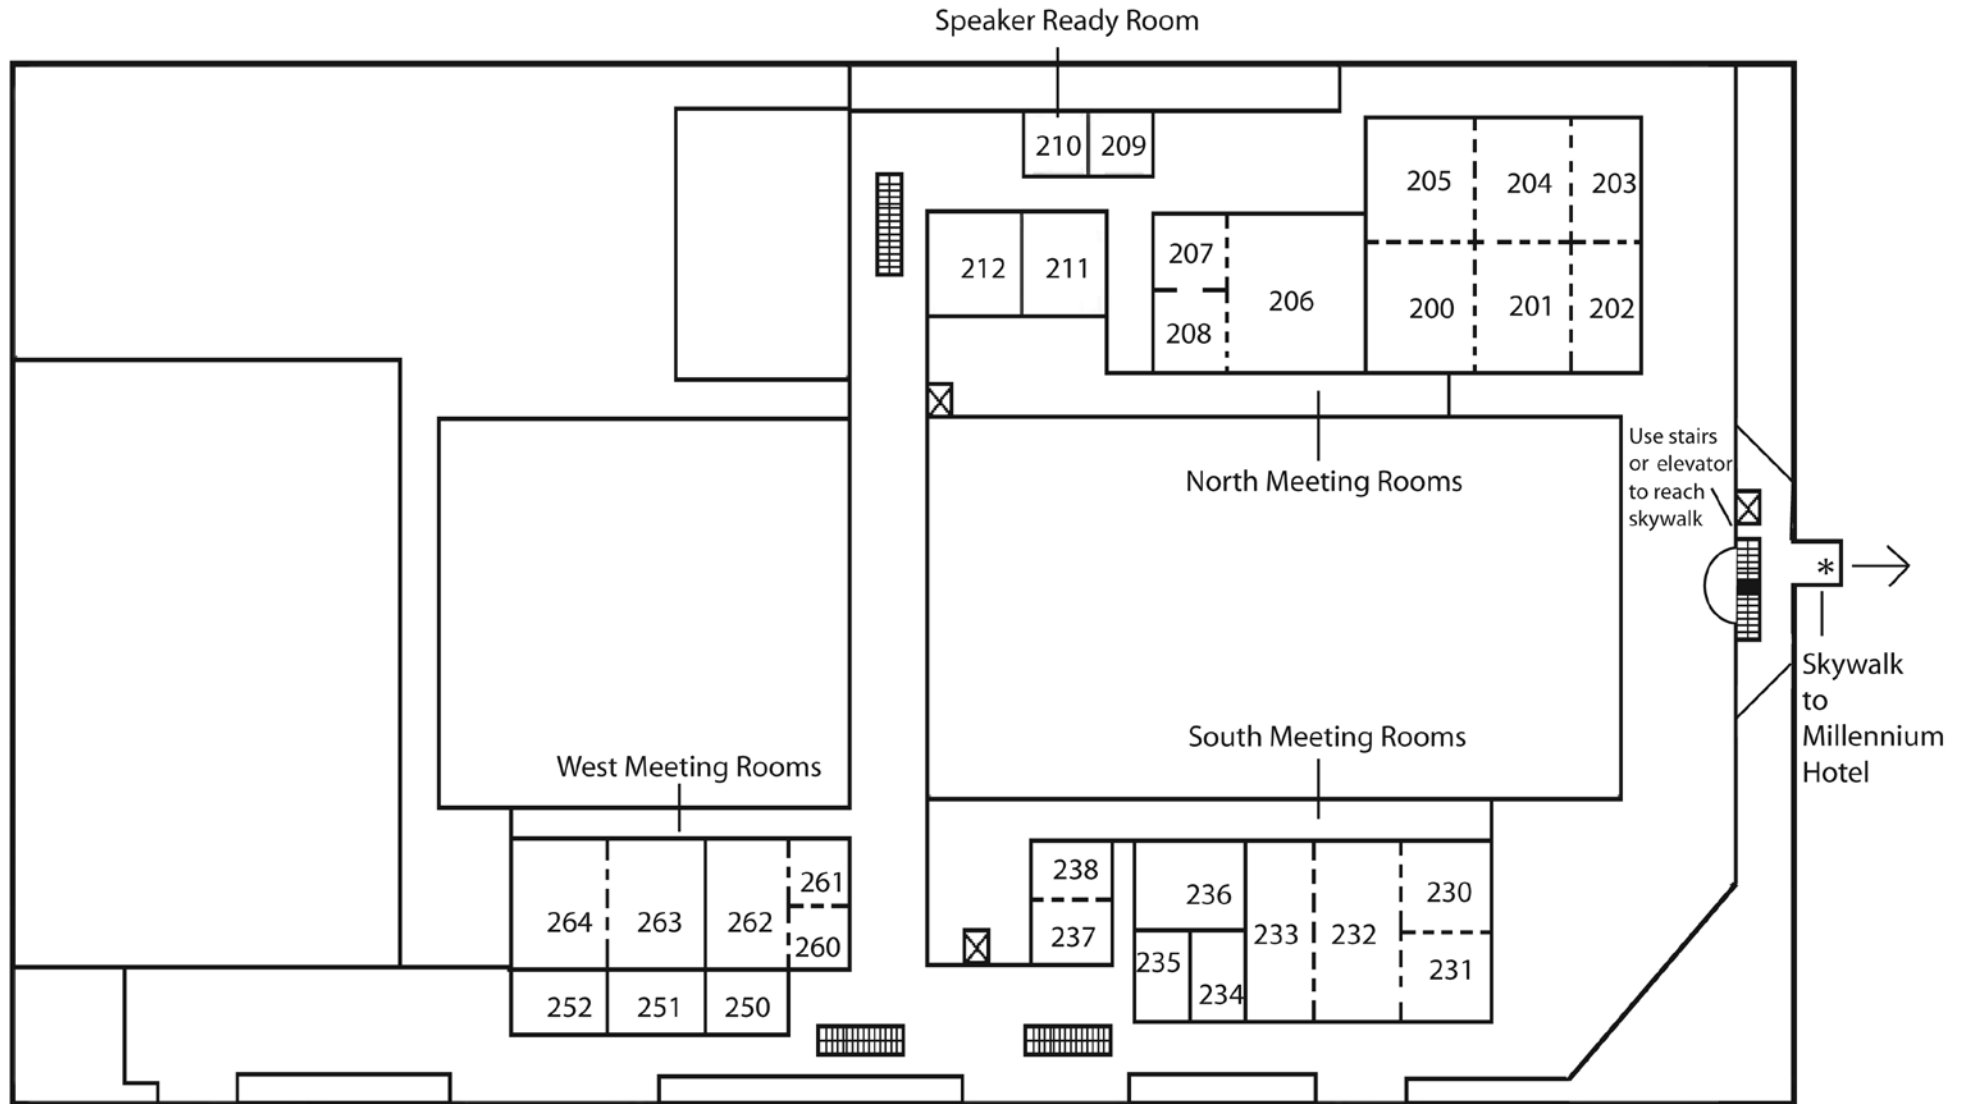 Speaker Ready Room
210
209
205
204
203
212
211
207
206
208
200
201
202
Use stairs
or elevator
to reach
skywalk
North Meeting Rooms
*
Skywalk
to
Millennium
Hotel
South Meeting Rooms
West Meeting Rooms
264
263
262
261
260
252
251
250
238
237
236
235
234
233
232
230
231